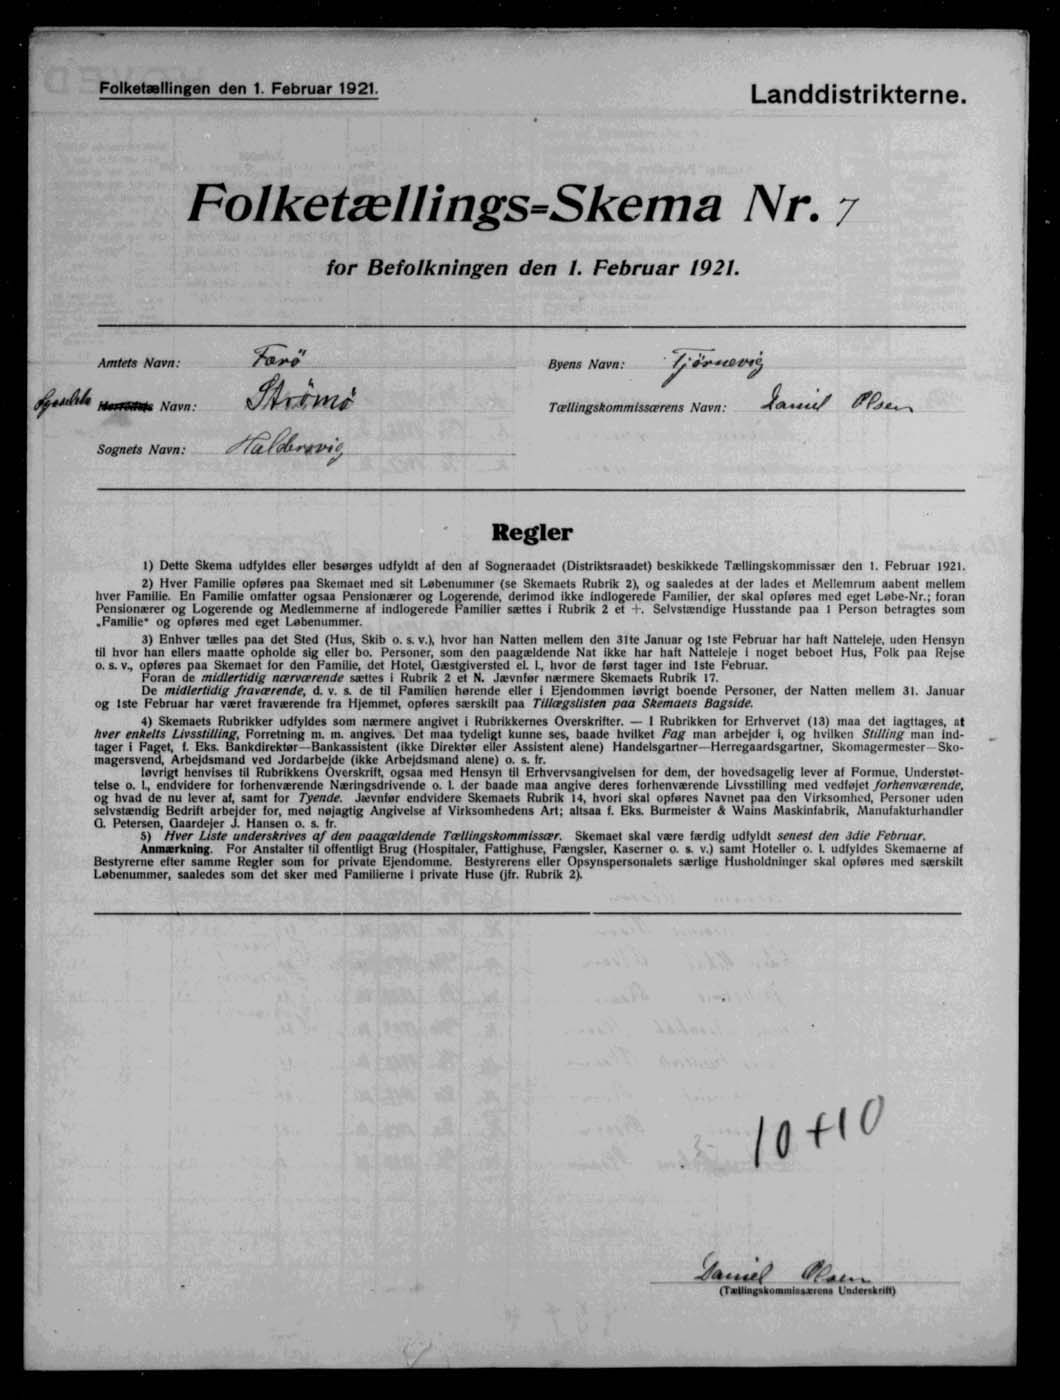 Folketællingen den 1. Februar 1921.
Landdistrikterne.
Folketællings=Skema Nr. 7
for Befolkningen den 1. Februar 1921.
Amtets Navn: Færö
Byens Navn: Tjörnevig
Sysselets Herredets Navn: Strömö
Tællingskommissærens Navn: Daniel Olsen
Sognets Navn: Haldersvig
Regler
1) Dette Skema udfyldes eller besørges udfyldt af den af Sogneraadet (Distriktsraadet) beskikkede Tællingskommissær den 1. Februar 1921.
2) Hver Familie opføres paa Skemaet med sit Løbenummer (se Skemaets Rubrik 2), og saaledes at der lades et Mellemrum aabent mellem
hver Familie. En Familie omfatter ogsaa Pensionærer og Logerende, derimod ikke indlogerede Familier, der skal opføres med eget Løbe-Nr.; foran
Pensionærer og Logerende og Medlemmerne af indlogerede Familier sættes i Rubrik 2 et +. Selvstændige Husstande paa 1 Person betragtes som
„Familie“ og opføres med eget Løbenummer.
3) Enhver tælles paa det Sted (Hus, Skib o. s. v.), hvor han Natten mellem den 31te Januar og 1ste Februar har haft Natteleje, uden Hensyn
til hvor han ellers maatte opholde sig eller bo. Personer, som den paagældende Nat ikke har haft Natteleje i noget beboet Hus, Folk paa Rejse
o. s. v., opføres paa Skemaet for den Familie, det Hotel, Gæstgiversted el. l., hvor de først tager ind 1ste Februar.
Foran de midlertidig nærværende sættes i Rubrik 2 et N. Jævnfør nærmere Skemaets Rubrik 17.
De midlertidig fraværende, d. v. s. de til Familien hørende eller i Ejendommen iøvrigt boende Personer, der Natten mellem 31. Januar
og 1ste Februar har været fraværende fra Hjemmet, opføres særskilt paa Tillægslisten paa Skemaets Bagside.
4) Skemaets Rubrikker udfyldes som nærmere angivet i Rubrikkernes Overskrifter. — I Rubrikken for Erhvervet (13) maa det iagttages, at
hver enkelts Livsstilling, Forretning m. m. angives. Det maa tydeligt kunne ses, baade hvilket Fag man arbejder i, og hvilken Stilling man ind-
tager i Faget, f. Eks. Bankdirektør—Bankassistent (ikke Direktør eller Assistent alene) Handelsgartner—Herregaardsgartner, Skomagermester—Sko-
magersvend, Arbejdsmand ved Jordarbejde (ikke Arbejdsmand alene) o. s. fr.
Iøvrigt henvises til Rubrikkens Overskrift, ogsaa med Hensyn til Erhvervsangivelsen for dem, der hovedsagelig lever af Formue, Understøt-
telse o. l., endvidere for forhenværende Næringsdrivende o. l. der baade maa angive deres forhenværende Livsstilling med vedføjet forhenværende,
og hvad de nu lever af, samt for Tyende. Jævnfør endvidere Skemaets Rubrik 14, hvori skal opføres Navnet paa den Virksomhed, Personer uden
selvstændig Bedrift arbejder for, med nøjagtig Angivelse af Virksomhedens Art; altsaa f. Eks. Burmeister & Wains Maskinfabrik, Manufakturhandler
G. Petersen, Gaardejer J. Hansen o. s. fr.
5) Hver Liste underskrives af den paagældende Tællingskommissær. Skemaet skal være færdig udfyldt senest den 3die Februar.
Anmærkning. For Anstalter til offentligt Brug (Hospitaler, Fattighuse, Fængsler, Kaserner o. s. v.) samt Hoteller o. l. udfyldes Skemaerne af
Bestyrerne efter samme Regler som for private Ejendomme. Bestyrerens eller Opsynspersonalets særlige Husholdninger skal opføres med særskilt
Løbenummer, saaledes som det sker med Familierne i private Huse (jfr. Rubrik 2).
10+10
Daniel Olsen
(Tællingskommissærens Underskrift)